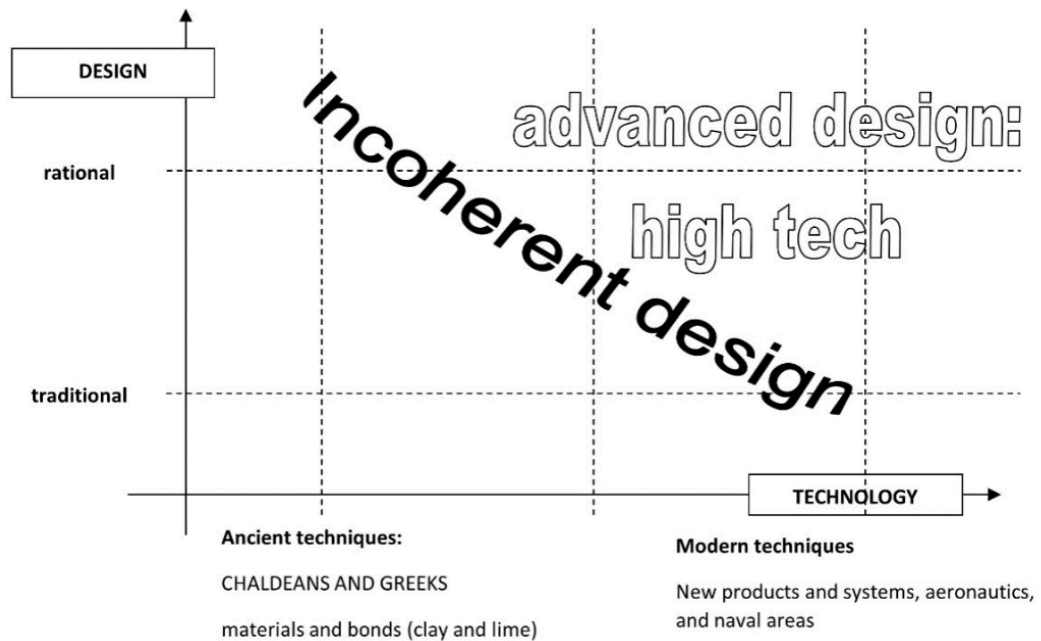 DESIGN
advanced design:
Incoherent design
rational
high tech
traditional
TECHNOLOGY
Ancient techniques:
CHALDEANS AND GREEKS
materials and bonds (clay and lime)
Modern techniques
New products and systems, aeronautics,
and naval areas